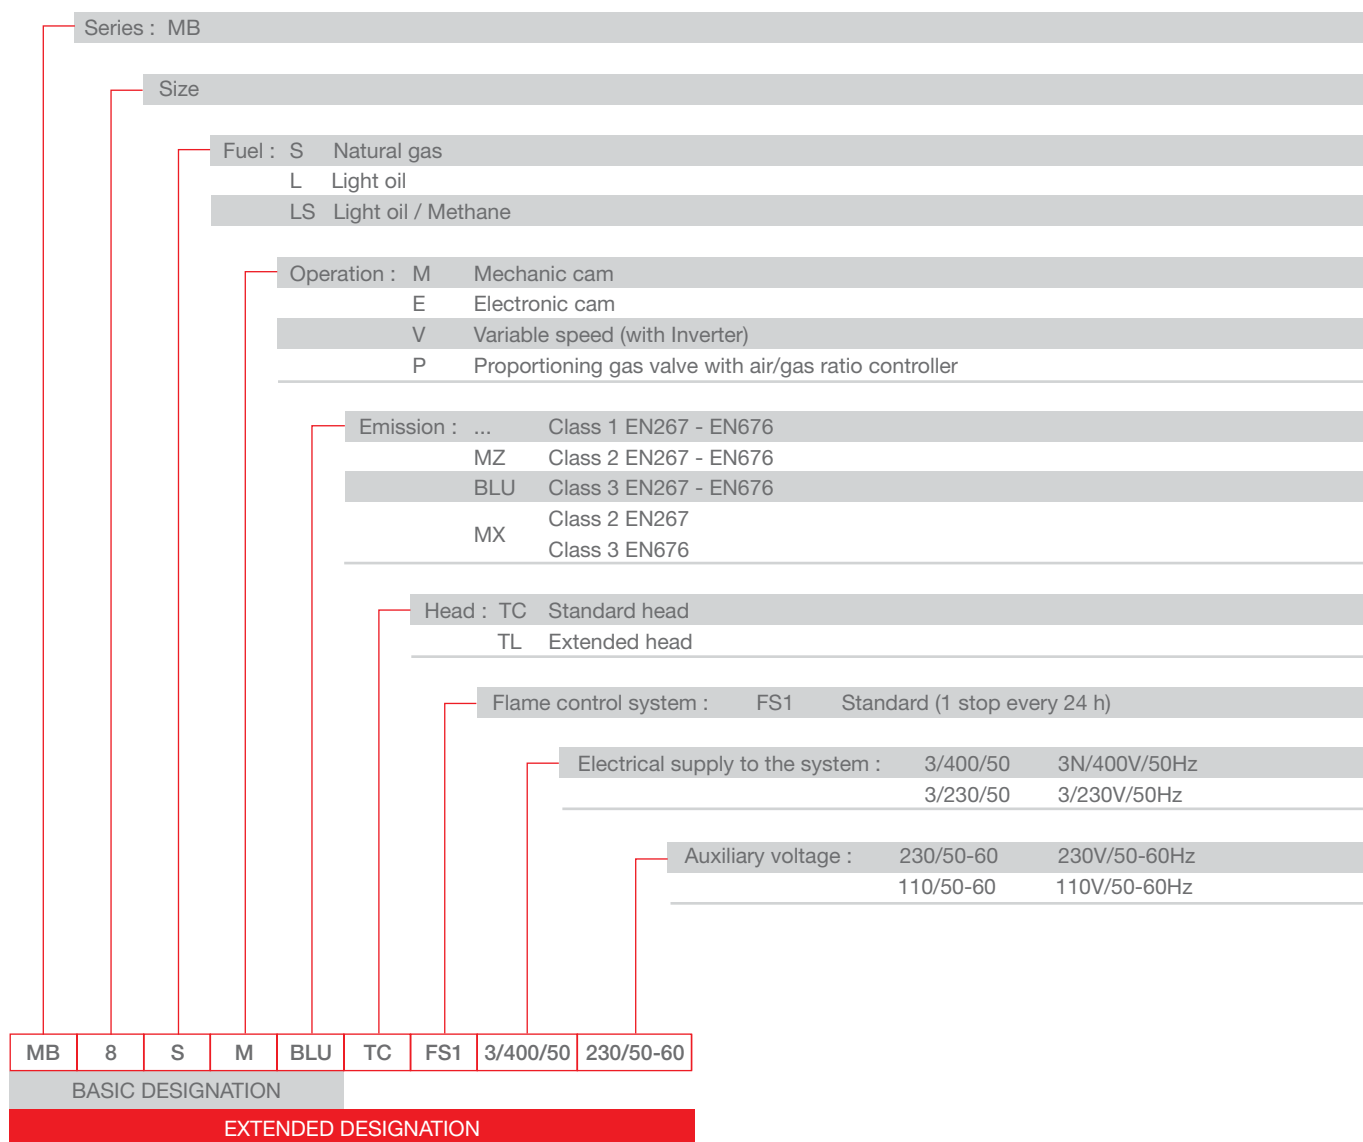 Series : MB
Size
Fuel : S Natural gas
L Light oil
LS Light oil / Methane
Operation : M Mechanic cam
E Electronic cam
V Variable speed (with Inverter)
P Proportioning gas valve with air/gas ratio controller
Emission : ... Class 1 EN267 - EN676
MZ Class 2 EN267 - EN676
BLU Class 3 EN267 - EN676
MX Class 2 EN267
Class 3 EN676
Head : TC Standard head
TL Extended head
Flame control system : FS1 Standard (1 stop every 24 h)
Electrical supply to the system : 3/400/50 3N/400V/50Hz
3/230/50 3/230V/50Hz
Auxiliary voltage : 230/50-60 230V/50-60Hz
110/50-60 110V/50-60Hz
MB 8 S M BLU TC FS1 3/400/50 230/50-60
BASIC DESIGNATION
EXTENDED DESIGNATION